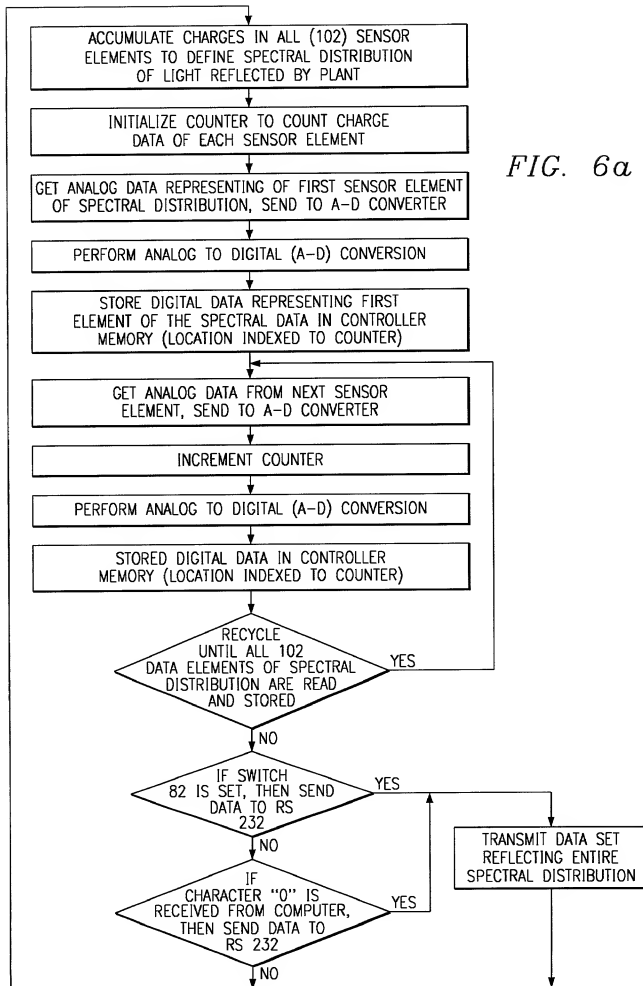 ACCUMULATE CHARGES IN ALL (102) SENSOR
ELEMENTS TO DEFINE SPECTRAL DISTRIBUTION
OF LIGHT REFLECTED BY PLANT
INITIALIZE COUNTER TO COUNT CHARGE
DATA OF EACH SENSOR ELEMENT
FIG. 6a
GET ANALOG DATA REPRESENTING OF FIRST SENSOR ELEMENT
OF SPECTRAL DISTRIBUTION, SEND TO A-D CONVERTER
PERFORM ANALOG TO DIGITAL (A-D) CONVERSION
STORE DIGITAL DATA REPRESENTING FIRST
ELEMENT OF THE SPECTRAL DATA IN CONTROLLER
MEMORY (LOCATION INDEXED TO COUNTER)
GET ANALOG DATA FROM NEXT SENSOR
ELEMENT, SEND TO A-D CONVERTER
INCREMENT COUNTER
PERFORM ANALOG TO DIGITAL (A-D) CONVERSION
STORED DIGITAL DATA IN CONTROLLER
MEMORY (LOCATION INDEXED TO COUNTER)
RECYCLE
UNTIL ALL 102
DATA ELEMENTS OF SPECTRAL
DISTRIBUTION ARE READ
AND STORED
YES
NO
IF SWITCH
82 IS SET, THEN SEND
DATA TO RS
232
YES
NO
TRANSMIT DATA SET
REFLECTING ENTIRE
SPECTRAL DISTRIBUTION
IF
CHARACTER "0" IS
RECEIVED FROM COMPUTER,
THEN SEND DATA TO
RS 232
YES
NO